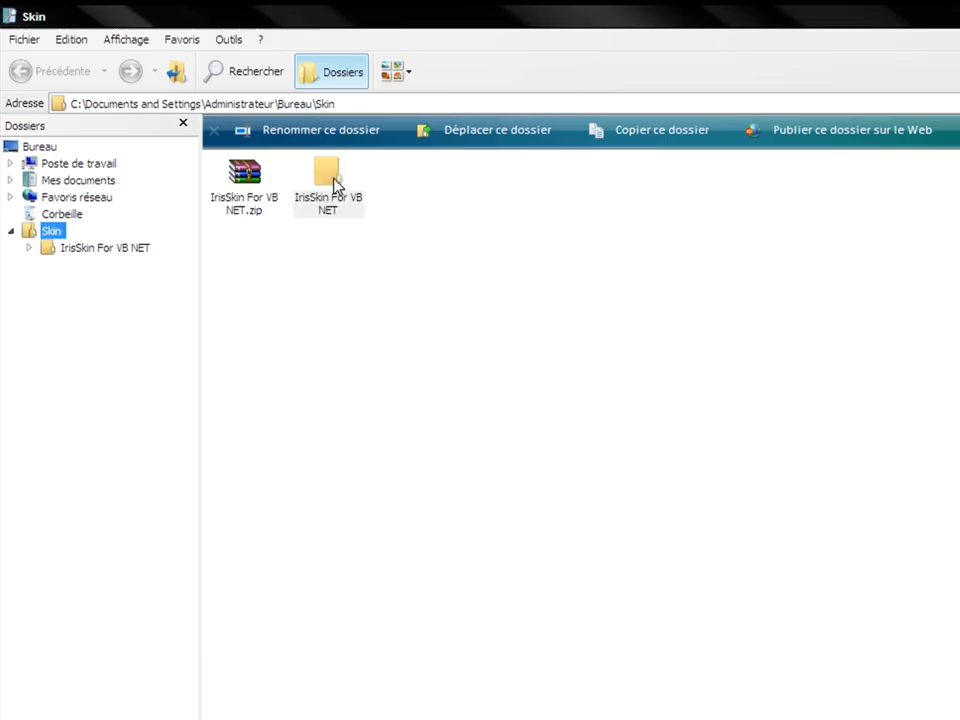 Skin
Fichier Edition Affichage Favoris Outils ?
Précédente Rechercher Dossiers
Adresse C:\Documents and Settings\Administrateur\Bureau\Skin
Dossiers
Renommer ce dossier Déplacer ce dossier Copier ce dossier Publier ce dossier sur le Web
Bureau
Poste de travail
Mes documents
Favoris réseau
Corbeille
Skin
IrisSkin For VB NET
IrisSkin For VB
NET.zip
IrisSkin For VB
NET